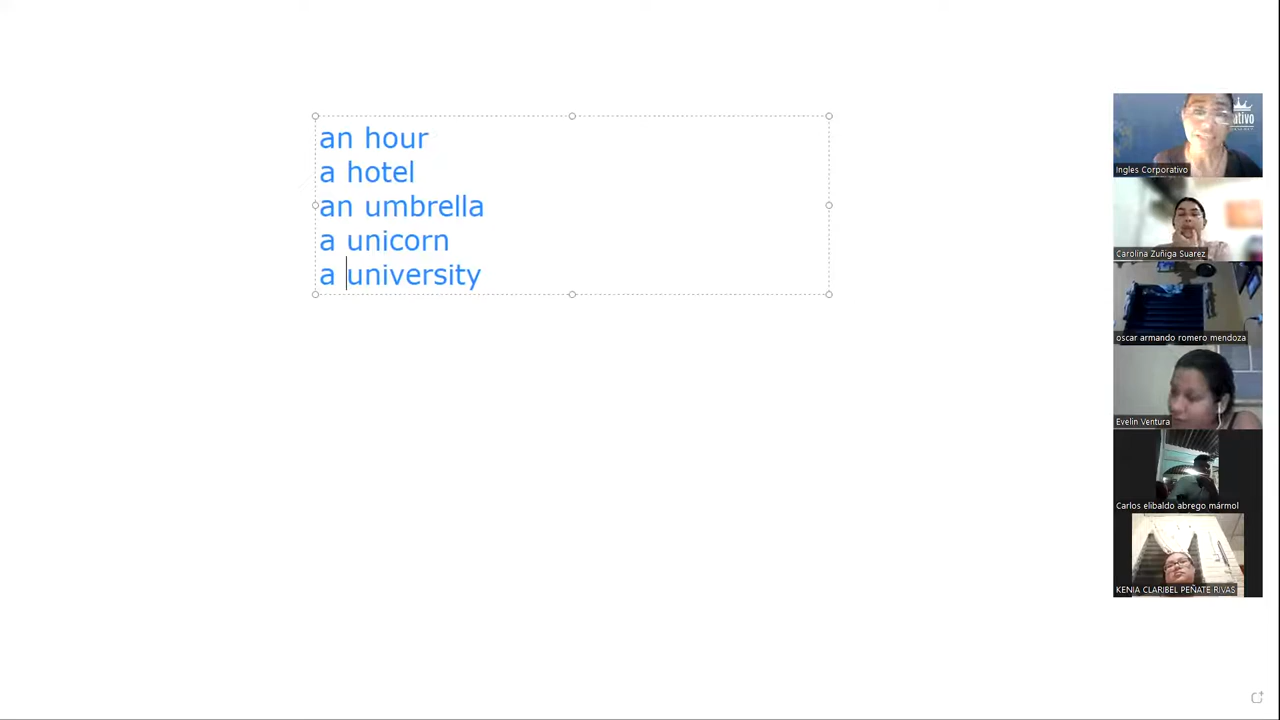 an hour
a hotel
an umbrella
a unicorn
a university
ativo
Ingles Corporativo
Carolina Zuñiga Suarez
oscar armando romero mendoza
Evelin Ventura
Carlos elibaldo abrego mármol
KENIA CLARIBEL PEÑATE RIVAS